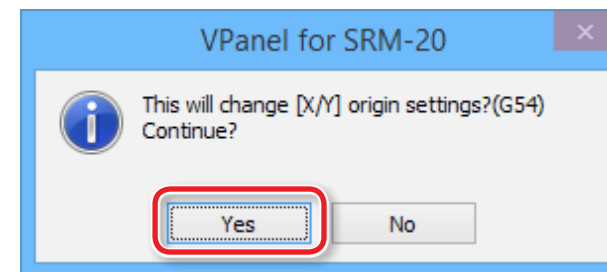 VPanel for SRM-20
This will change [X/Y] origin settings?(G54)
Continue?
Yes
No